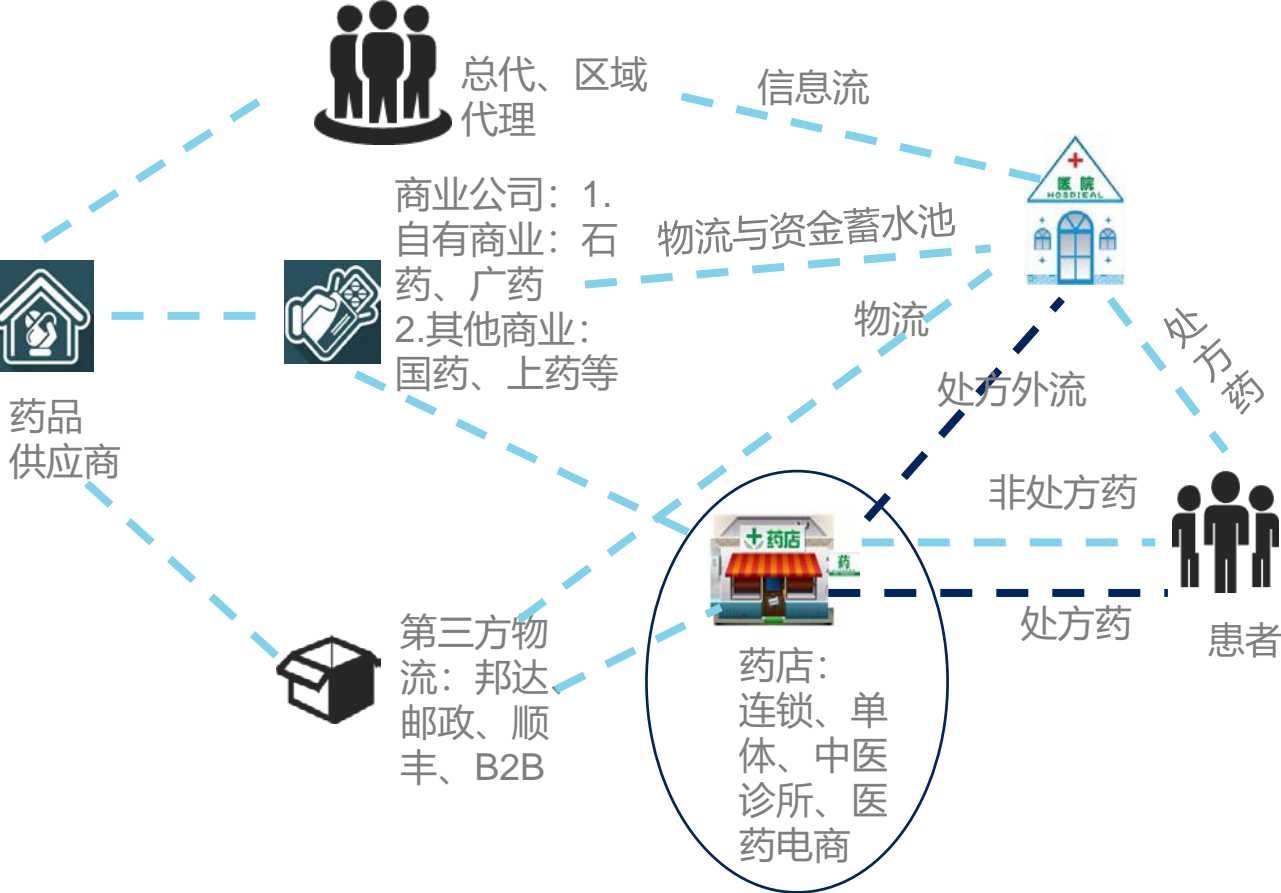 总代、区域
代理
信息流
医院
HOSDIEAL
商业公司：1.
自有商业：石
药、广药
2.其他商业：
国药、上药等
物流与资金蓄水池
物流
处方外流
处方药
药品
供应商
非处方药
药店
药
处方药
患者
第三方物
流：邦达、
邮政、顺
丰、B2B
药店：
连锁、单
体、中医
诊所、医
药电商